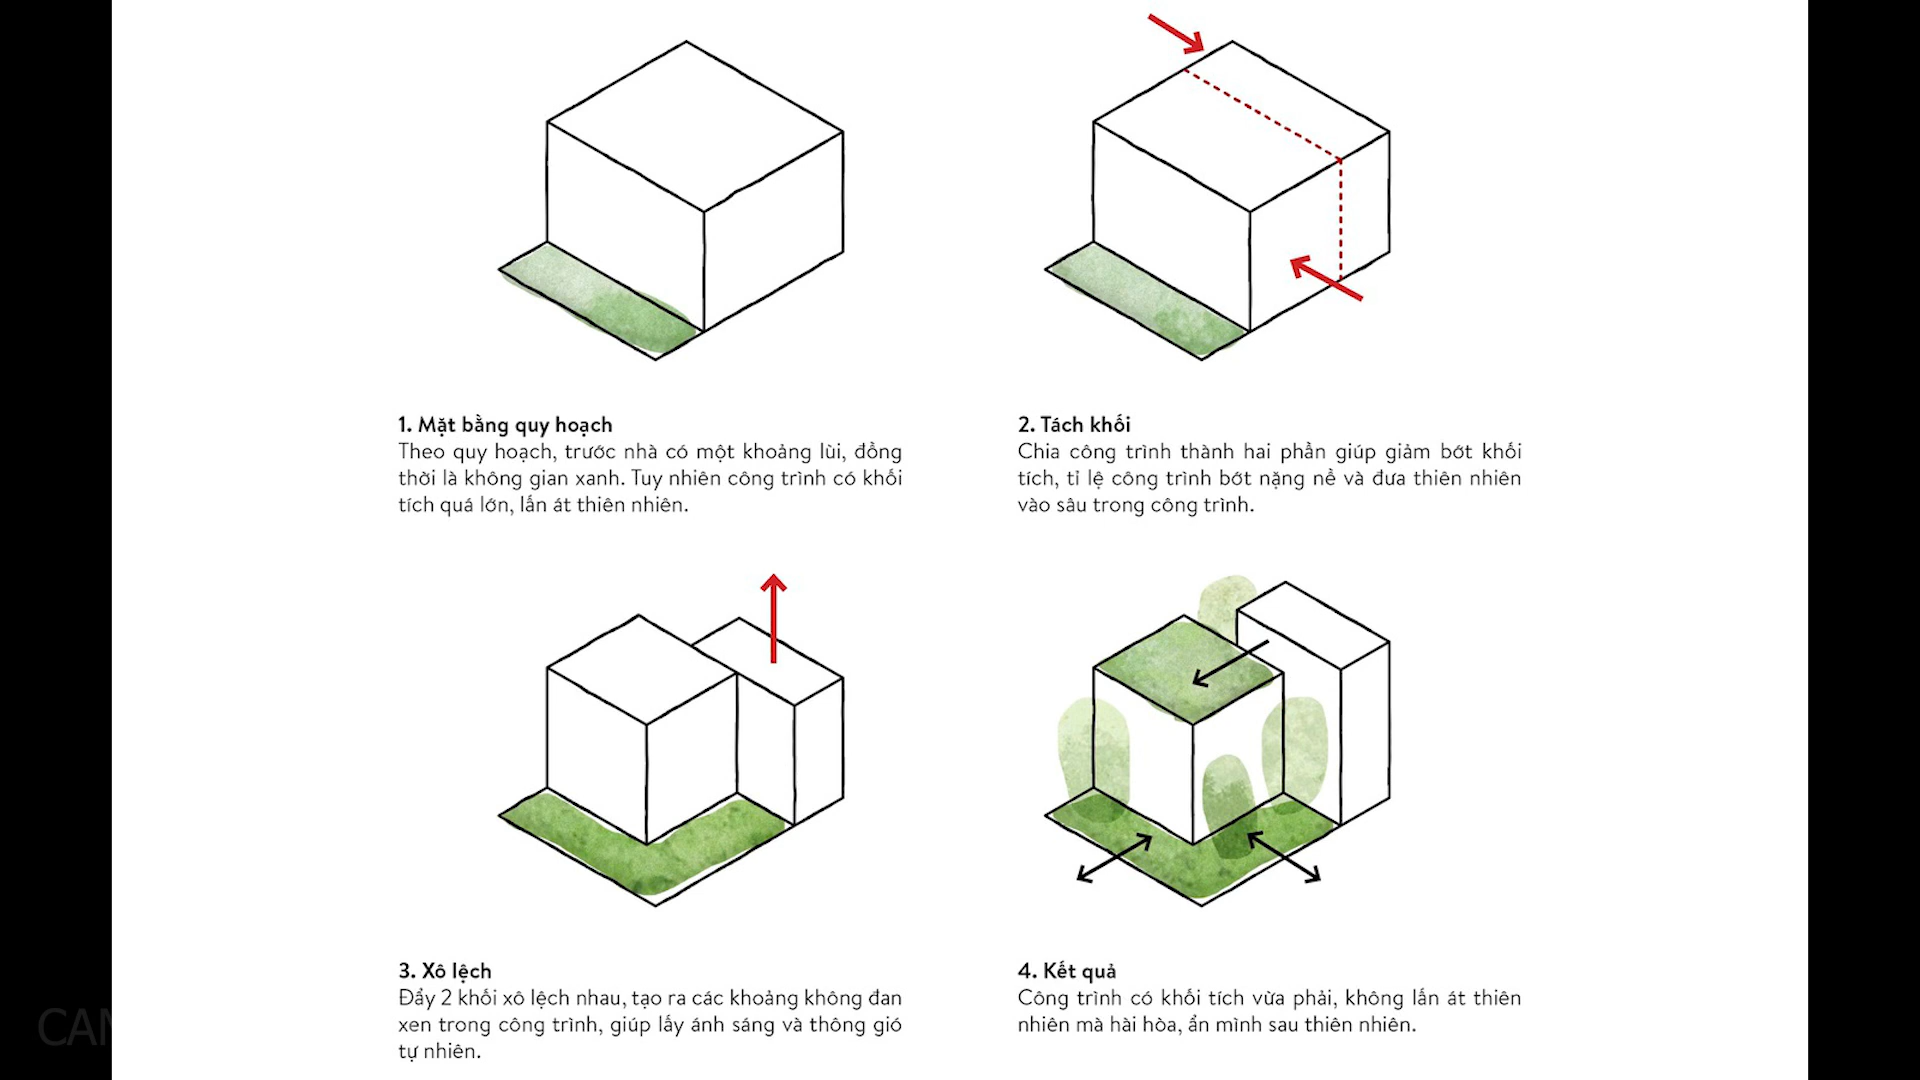 1. Mặt bằng quy hoạch
Theo quy hoạch, trước nhà có một khoảng lùi, đồng
thời là không gian xanh. Tuy nhiên công trình có khối
tích quá lớn, lấn át thiên nhiên.
2. Tách khối
Chia công trình thành hai phần giúp giảm bớt khối
tích, tỉ lệ công trình bớt nặng nề và đưa thiên nhiên
vào sâu trong công trình.
3. Xô lệch
Đẩy 2 khối xô lệch nhau, tạo ra các khoảng không đan
xen trong công trình, giúp lấy ánh sáng và thông gió
tự nhiên.
4. Kết quả
Công trình có khối tích vừa phải, không lấn át thiên
nhiên mà hài hòa, ẩn mình sau thiên nhiên.